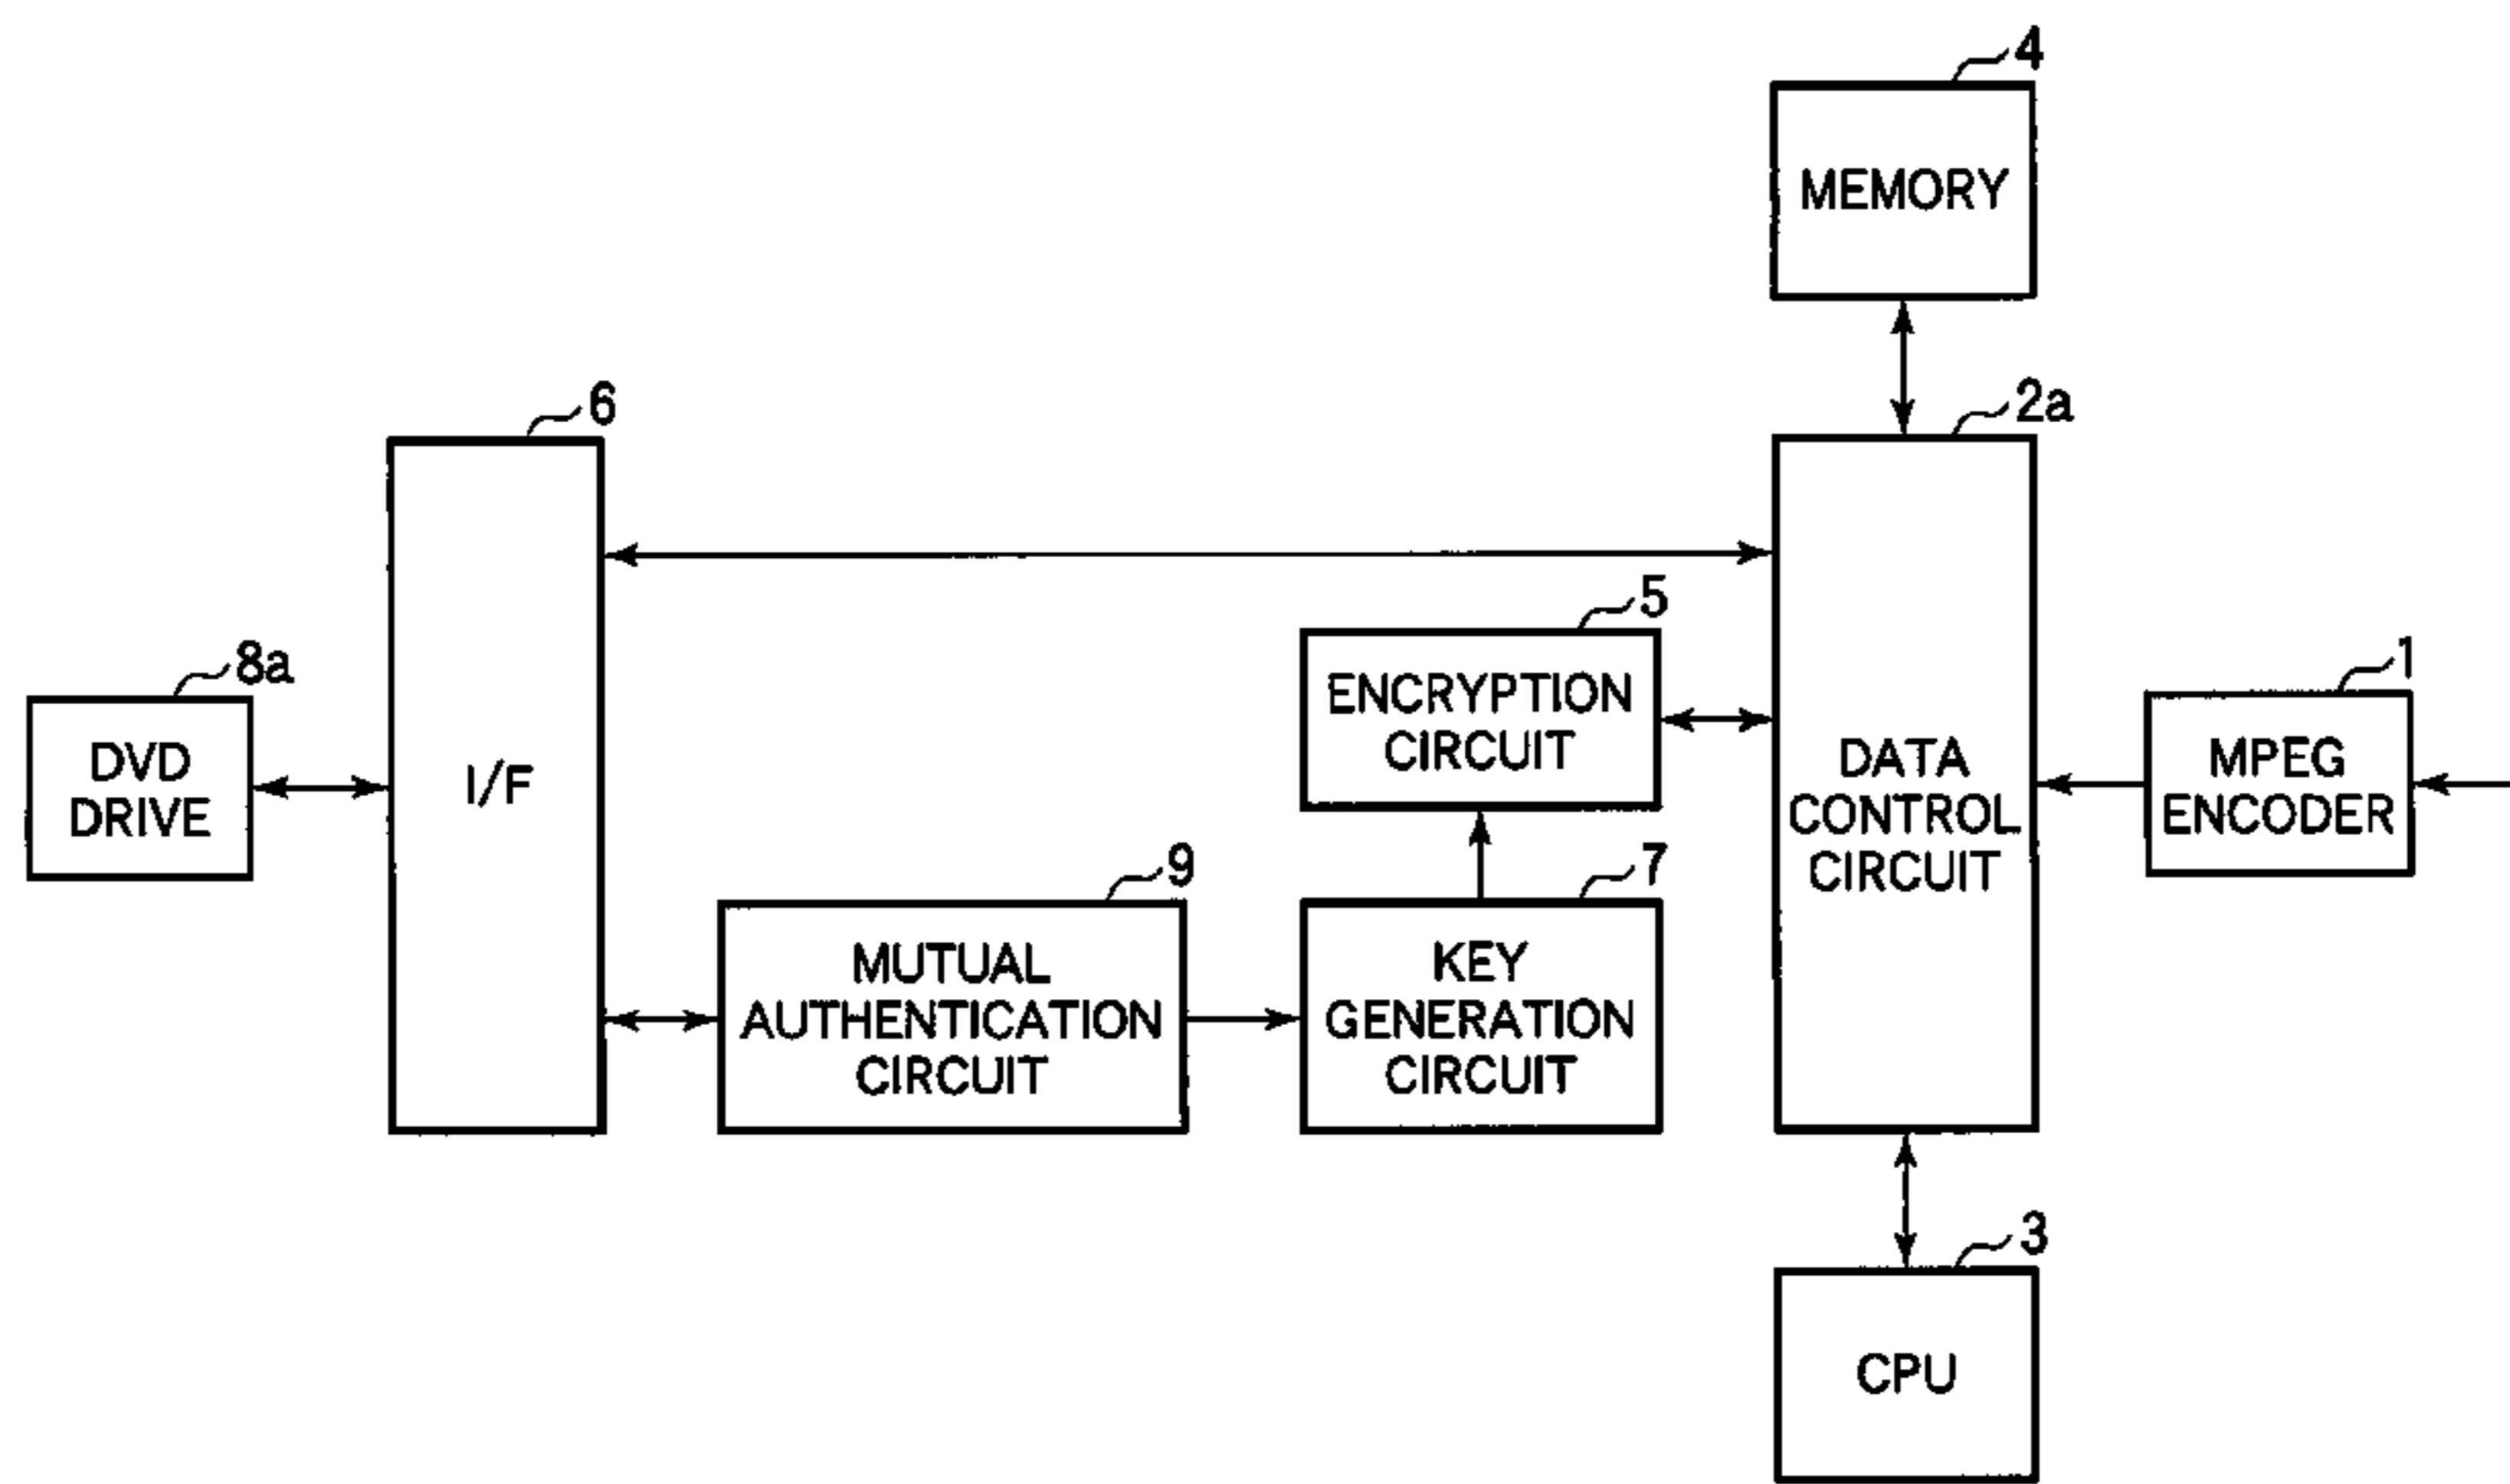 4
MEMORY
6
2a
5
8a
1
ENCRYPTION
CIRCUIT
DVD
DRIVE
I/F
DATA
CONTROL
CIRCUIT
MPEG
ENCODER
9
7
MUTUAL
AUTHENTICATION
CIRCUIT
KEY
GENERATION
CIRCUIT
3
CPU